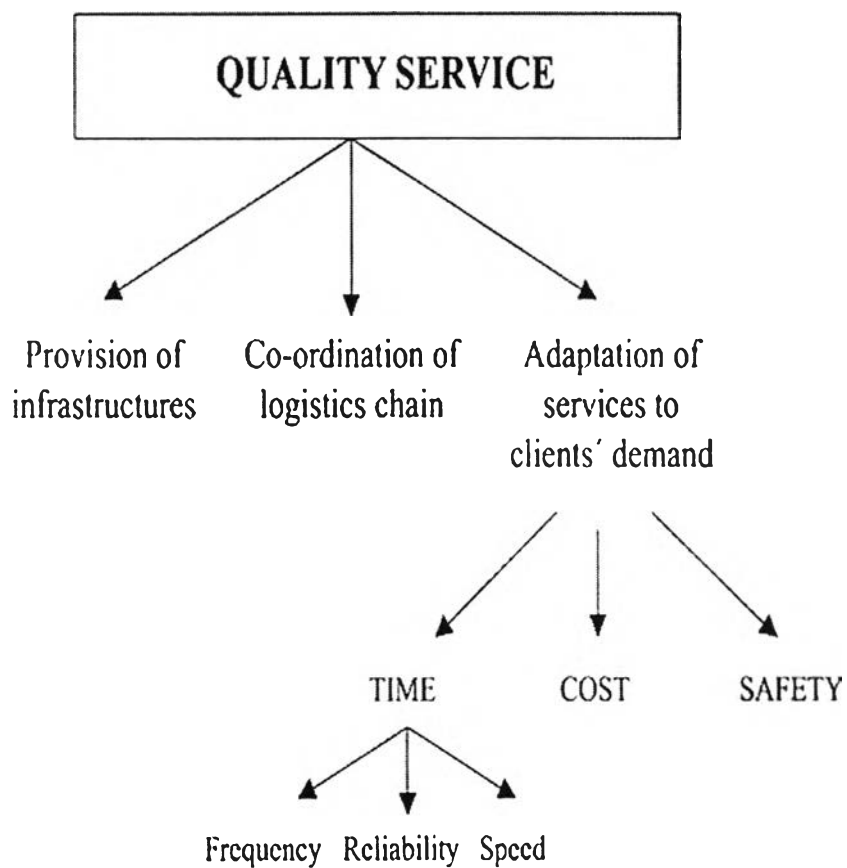 QUALITY SERVICE
Provision of
infrastructures
Co-ordination of
logistics chain
Adaptation of
services to
clients´ demand
TIME
COST
SAFETY
Frequency
Reliability
Speed